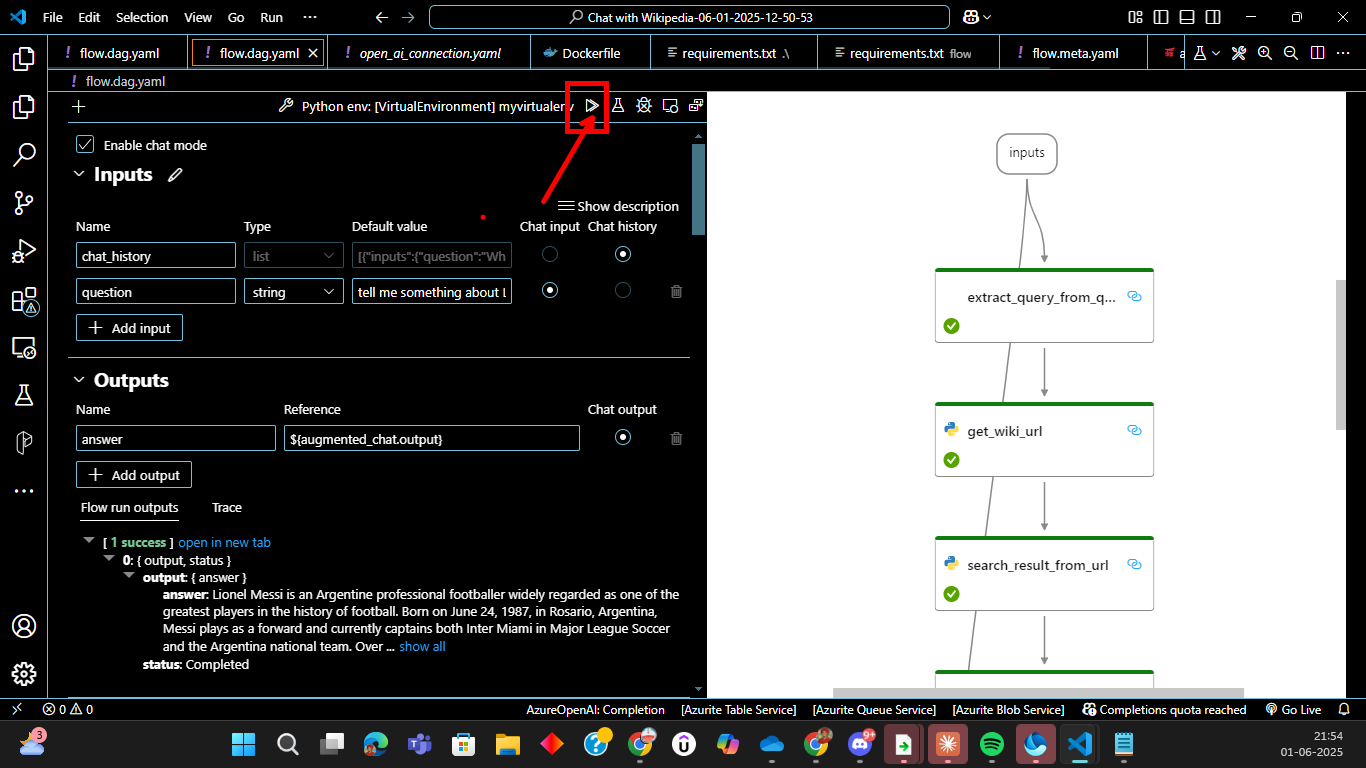 File Edit Selection View Go Run ···
Chat with Wikipedia-06-01-2025-12-50-53
! flow.dag.yaml
! flow.dag.yaml
! open_ai_connection.yaml
Dockerfile
requirements.txt .\
requirements.txt flow
! flow.meta.yaml
! flow.dag.yaml
Python env: [VirtualEnvironment] myvirtualenv
Enable chat mode
Inputs
Show description
Name Type Default value Chat input Chat history
chat_history list [{"inputs":{"question":"Wh
question string tell me something about L
Add input
Outputs
Name Reference Chat output
answer ${augmented_chat.output}
Add output
Flow run outputs Trace
[ 1 success ] open in new tab
0: { output, status }
output: { answer }
answer: Lionel Messi is an Argentine professional footballer widely regarded as one of the
greatest players in the history of football. Born on June 24, 1987, in Rosario, Argentina,
Messi plays as a forward and currently captains both Inter Miami in Major League Soccer
and the Argentina national team. Over ... show all
status: Completed
inputs
extract_query_from_q...
get_wiki_url
search_result_from_url
0 0 AzureOpenAI: Completion [Azurite Table Service] [Azurite Queue Service] [Azurite Blob Service] Completions quota reached Go Live
3
9+
21:54
01-06-2025